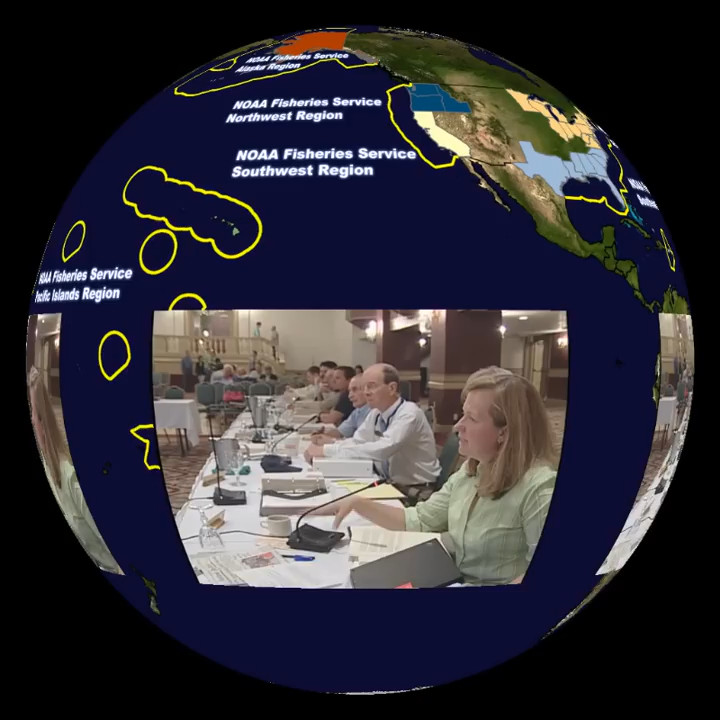 NOAA Fisheries Service
Alaska Region
NOAA Fisheries Service
Northwest Region
NOAA Fisheries Service
Southwest Region
NOAA Fisheries Service
Pacific Islands Region